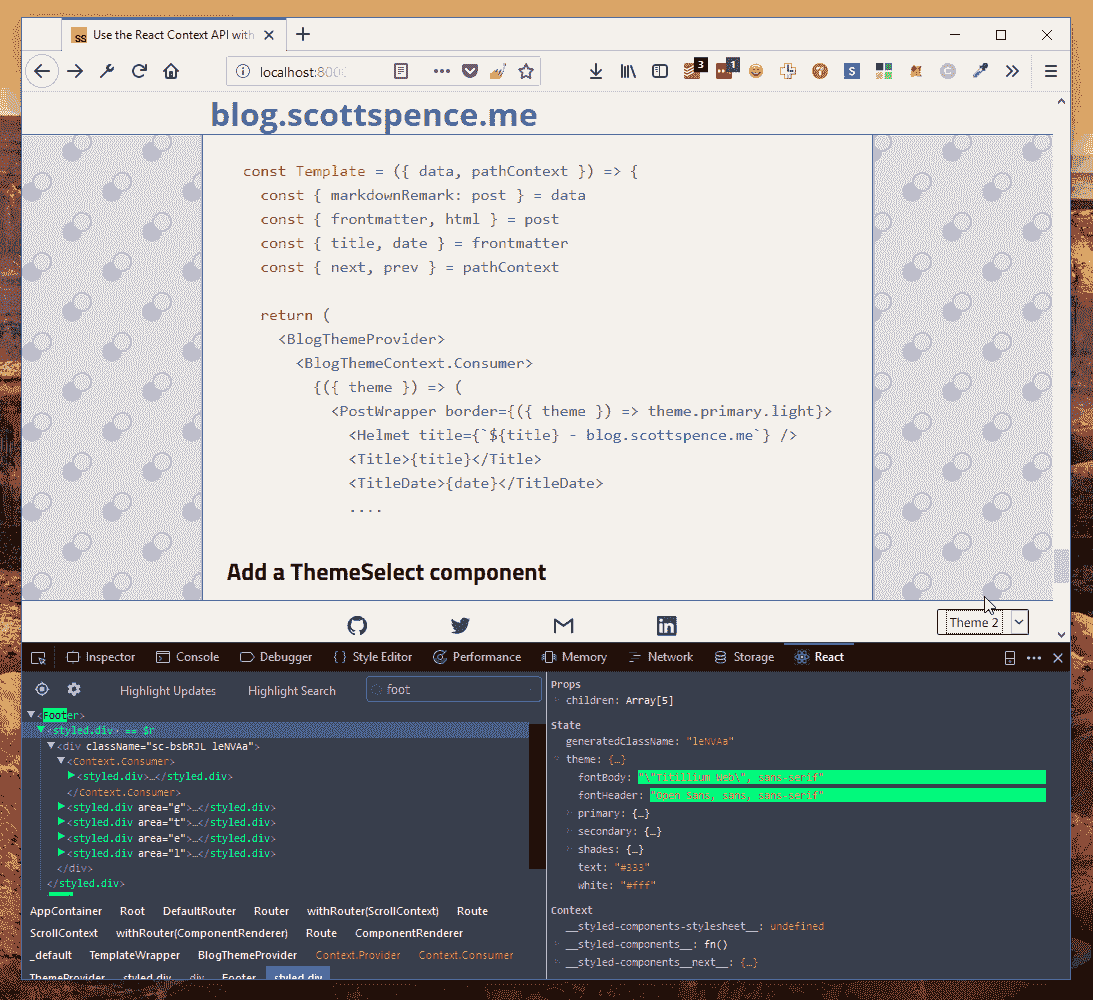 Use the React Context API with
localhost:800
3
1
S
C
blog.scottspence.me
const Template = ({ data, pathContext }) => {
const { markdownRemark: post } = data
const { frontmatter, html } = post
const { title, date } = frontmatter
const { next, prev } = pathContext
return (
<BlogThemeProvider>
<BlogThemeContext.Consumer>
{({ theme }) => (
<PostWrapper border={({ theme }) => theme.primary.light}>
<Helmet title={`${title} - blog.scottspence.me`} />
<Title>{title}</Title>
<TitleDate>{date}</TitleDate>
....
Add a ThemeSelect component
Theme 2
Inspector Console Debugger Style Editor Performance Memory Network Storage React
Highlight Updates Highlight Search foot
<Footer>
<styled.div> == $r
<div className="sc-bsbRJL leNVAa">
<Context.Consumer>
<styled.div>…</styled.div>
</Context.Consumer>
<styled.div area="g">…</styled.div>
<styled.div area="t">…</styled.div>
<styled.div area="e">…</styled.div>
<styled.div area="l">…</styled.div>
</div>
</styled.div>
AppContainer Root DefaultRouter Router withRouter(ScrollContext) Route
ScrollContext withRouter(ComponentRenderer) Route ComponentRenderer
_default TemplateWrapper BlogThemeProvider Context.Provider Context.Consumer
ThemeProvider styled.div div Footer styled.div
Props
children: Array[5]
State
generatedClassName: "leNVAa"
theme: {…}
fontBody:
fontHeader:
primary: {…}
secondary: {…}
shades: {…}
text: "#333"
white: "#fff"
Context
__styled-components-stylesheet__: undefined
__styled-components__: fn()
__styled-components__next__: {…}